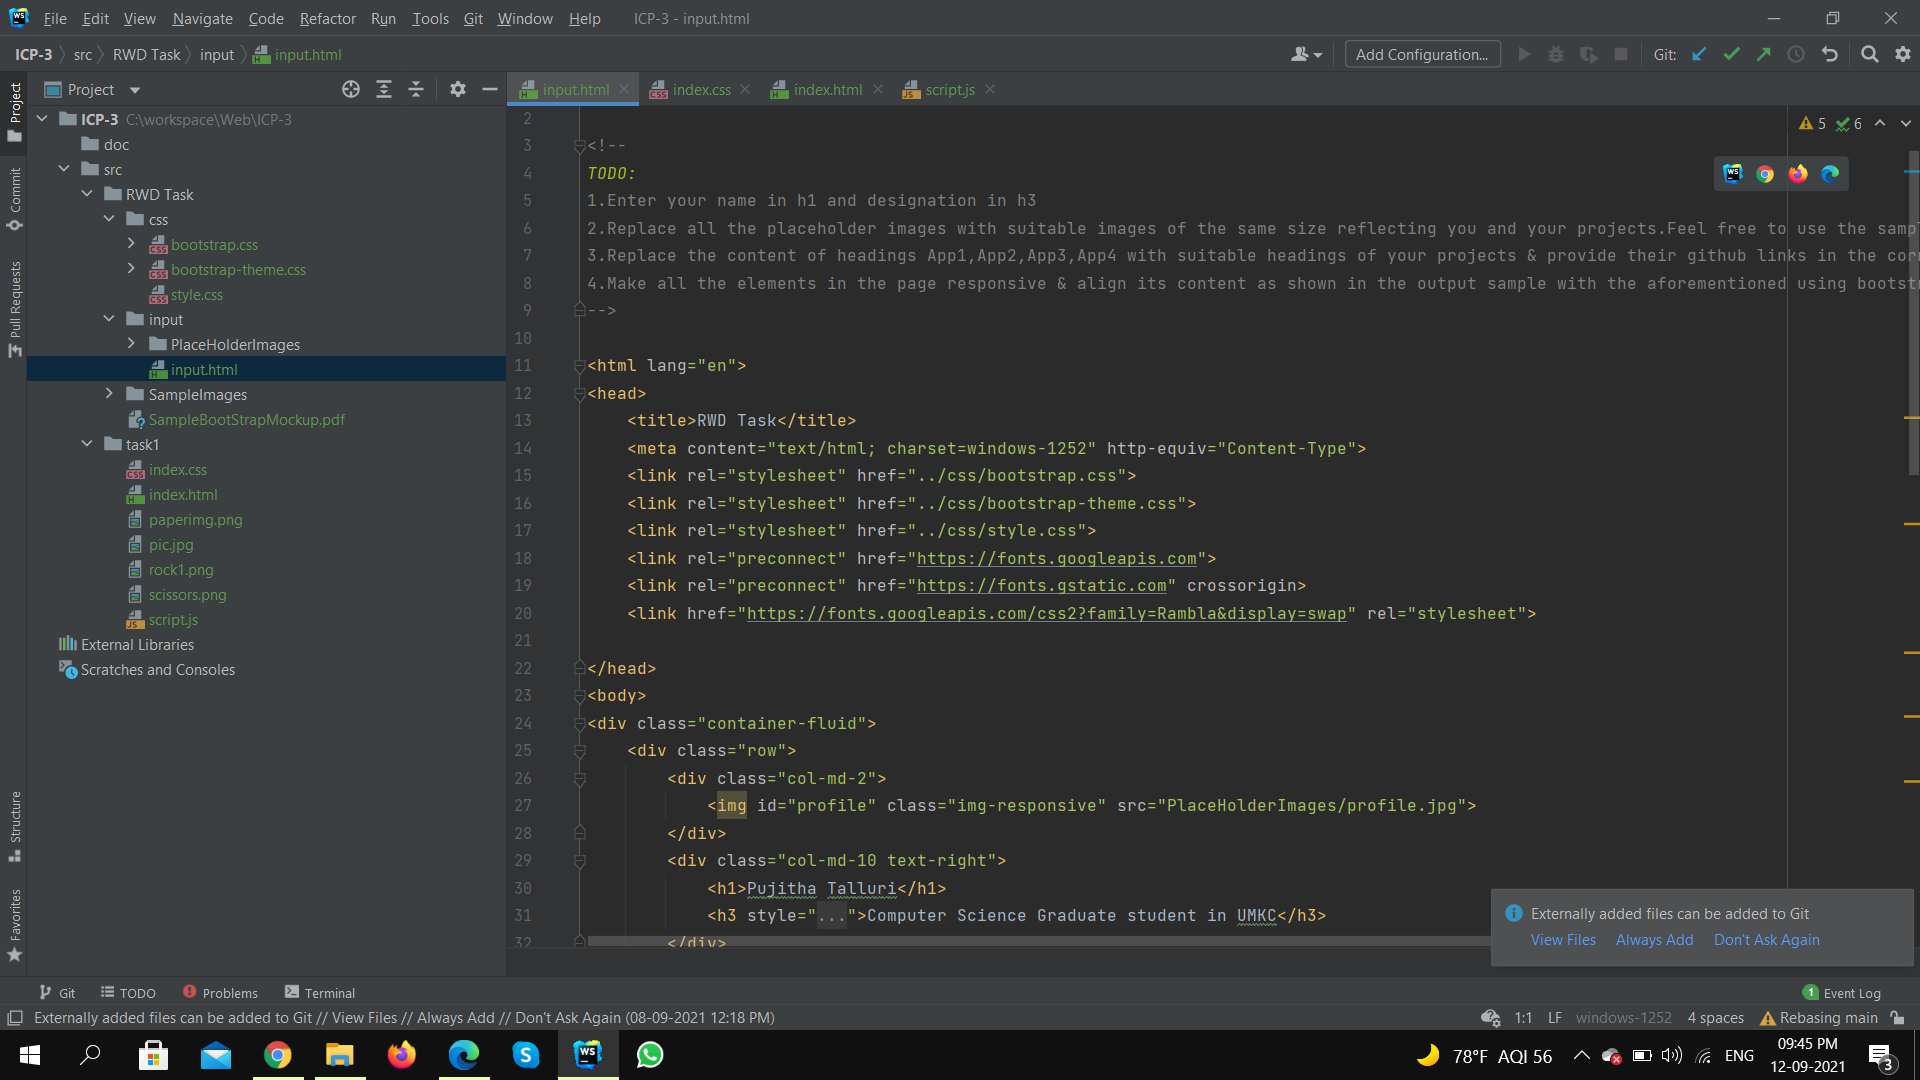 File Edit View Navigate Code Refactor Run Tools Git Window Help ICP-3 - input.html
ICP-3 src RWD Task input input.html Add Configuration... Git:
Project
input.html index.css index.html script.js
Project
Commit
Pull Requests
Structure
Favorites
ICP-3 C:\workspace\Web\ICP-3
doc
src
RWD Task
css
bootstrap.css
bootstrap-theme.css
style.css
input
PlaceHolderImages
input.html
SampleImages
SampleBootStrapMockup.pdf
task1
index.css
index.html
paperimg.png
pic.jpg
rock1.png
scissors.png
script.js
External Libraries
Scratches and Consoles
5 6
2
3 <!--
4 TODO:
5 1.Enter your name in h1 and designation in h3
6 2.Replace all the placeholder images with suitable images of the same size reflecting you and your projects.Feel free to use the samp
7 3.Replace the content of headings App1,App2,App3,App4 with suitable headings of your projects & provide their github links in the cor
8 4.Make all the elements in the page responsive & align its content as shown in the output sample with the aforementioned using bootst
9 -->
10
11 <html lang="en">
12 <head>
13 <title>RWD Task</title>
14 <meta content="text/html; charset=windows-1252" http-equiv="Content-Type">
15 <link rel="stylesheet" href="../css/bootstrap.css">
16 <link rel="stylesheet" href="../css/bootstrap-theme.css">
17 <link rel="stylesheet" href="../css/style.css">
18 <link rel="preconnect" href="https://fonts.googleapis.com">
19 <link rel="preconnect" href="https://fonts.gstatic.com" crossorigin>
20 <link href="https://fonts.googleapis.com/css2?family=Rambla&display=swap" rel="stylesheet">
21
22 </head>
23 <body>
24 <div class="container-fluid">
25 <div class="row">
26 <div class="col-md-2">
27 <img id="profile" class="img-responsive" src="PlaceHolderImages/profile.jpg">
28 </div>
29 <div class="col-md-10 text-right">
30 <h1>Pujitha Talluri</h1>
31 <h3 style="...">Computer Science Graduate student in UMKC</h3>
32 </div>
Externally added files can be added to Git
View Files Always Add Don't Ask Again
Git TODO Problems Terminal 1 Event Log
Externally added files can be added to Git // View Files // Always Add // Don't Ask Again (08-09-2021 12:18 PM) 1:1 LF windows-1252 4 spaces Rebasing main
78°F AQI 56 ENG 09:45 PM
12-09-2021 3